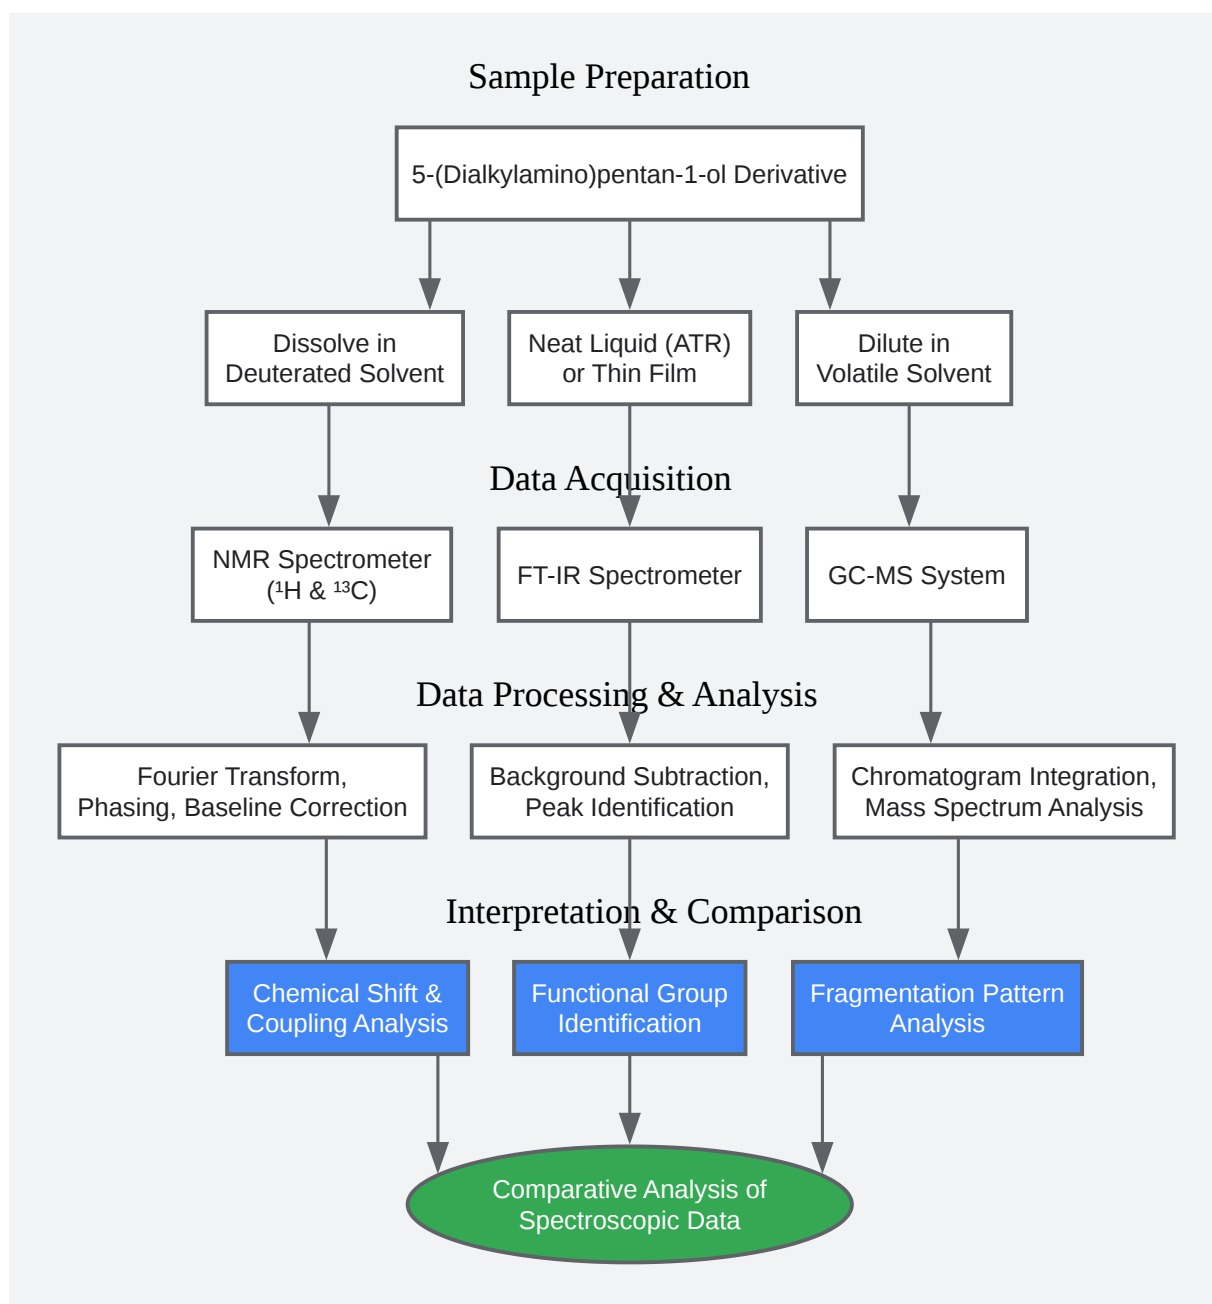 Sample Preparation
5-(Dialkylamino)pentan-1-ol Derivative
Dissolve in
Deuterated Solvent
Neat Liquid (ATR)
or Thin Film
Dilute in
Volatile Solvent
Data Acquisition
NMR Spectrometer
(¹H & ¹³C)
FT-IR Spectrometer
GC-MS System
Data Processing & Analysis
Fourier Transform,
Phasing, Baseline Correction
Background Subtraction,
Peak Identification
Chromatogram Integration,
Mass Spectrum Analysis
Interpretation & Comparison
Chemical Shift &
Coupling Analysis
Functional Group
Identification
Fragmentation Pattern
Analysis
Comparative Analysis of
Spectroscopic Data